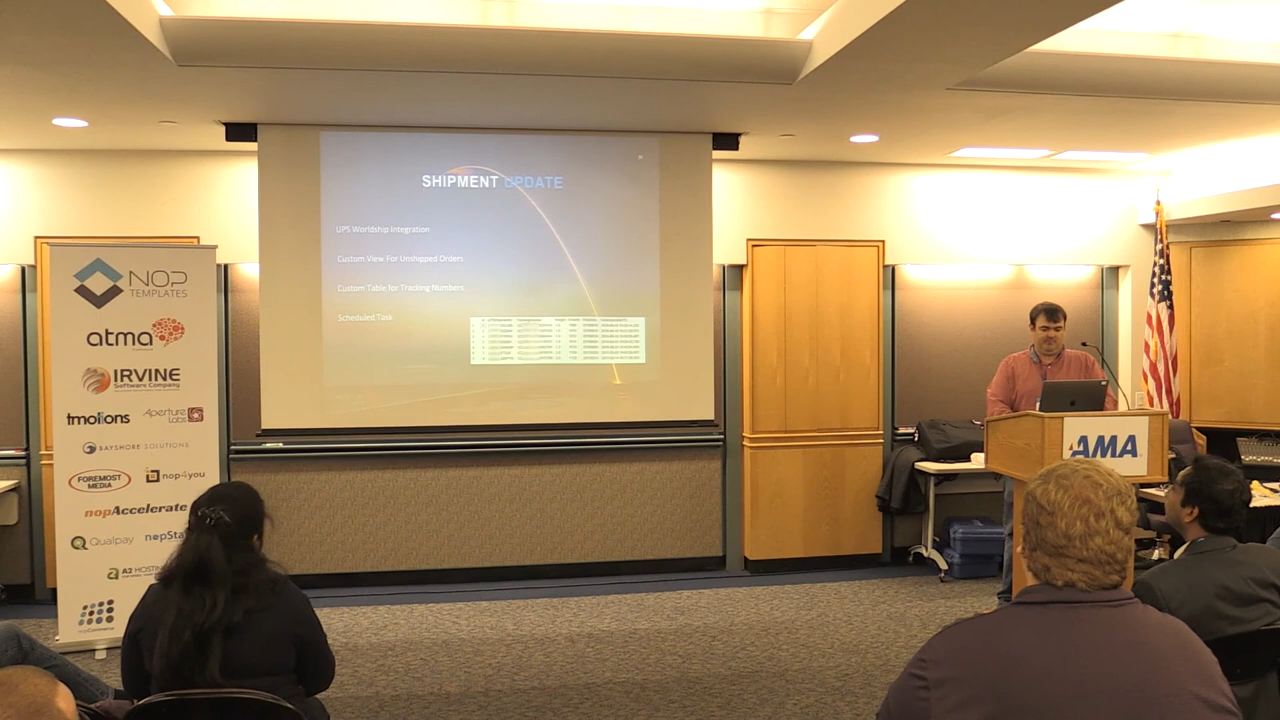 SHIPMENT UPDATE
UPS Worldship Integration
Custom View For Unshipped Orders
Custom Table for Tracking Numbers
Scheduled Task
NOP
TEMPLATES
atma
IRVINE
Software Company
tmotions
Aperture
Labs
BAYSHORE SOLUTIONS
FOREMOST
MEDIA
nop4you
nopAccelerate
Qualpay
A2 HOSTING
AMA